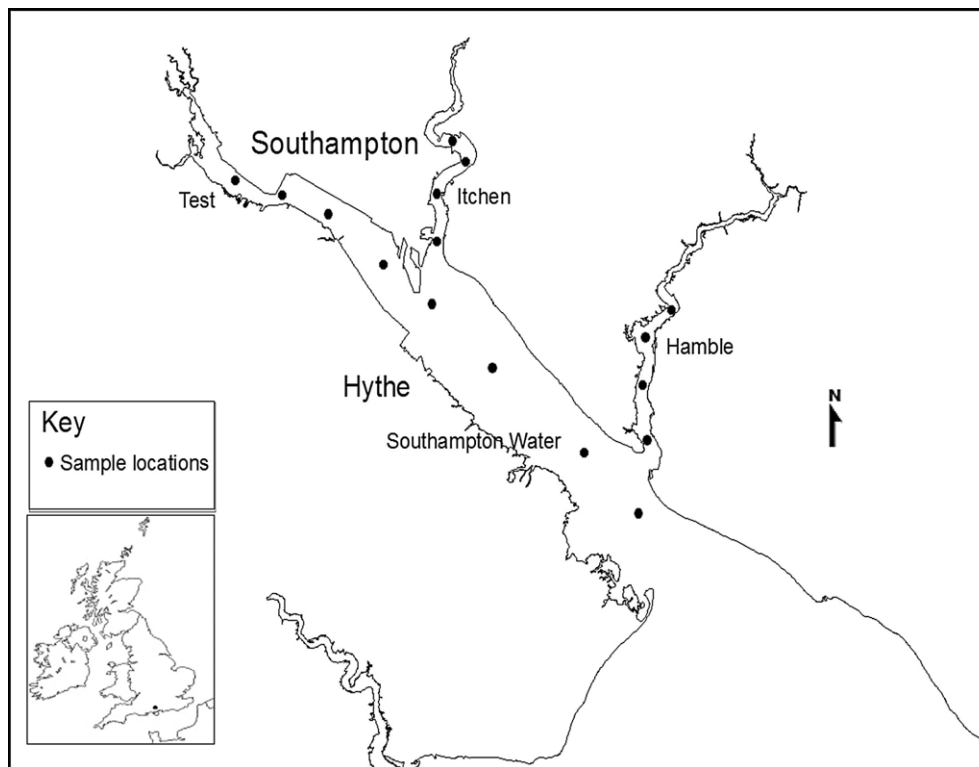 Southampton
Test
Itchen
Hamble
Hythe
N
Key
Southampton Water
Sample locations